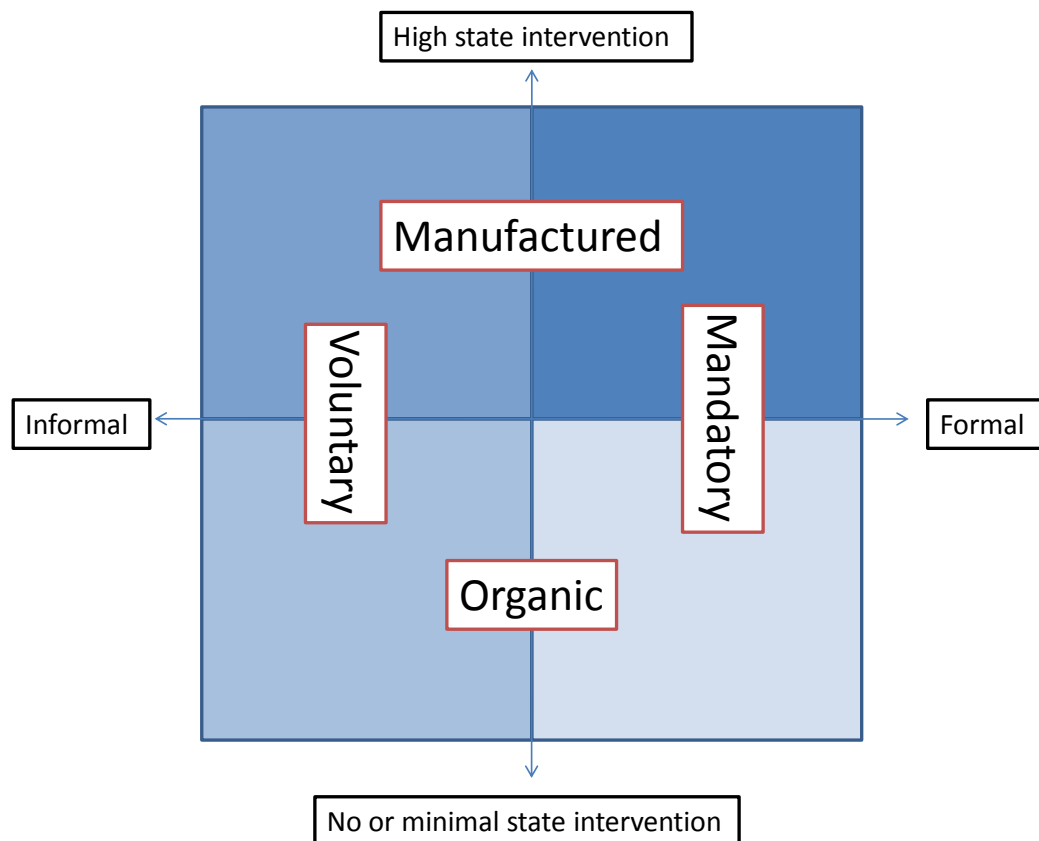 High state intervention
Manufactured
Voluntary
Mandatory
Informal
Formal
Organic
No or minimal state intervention